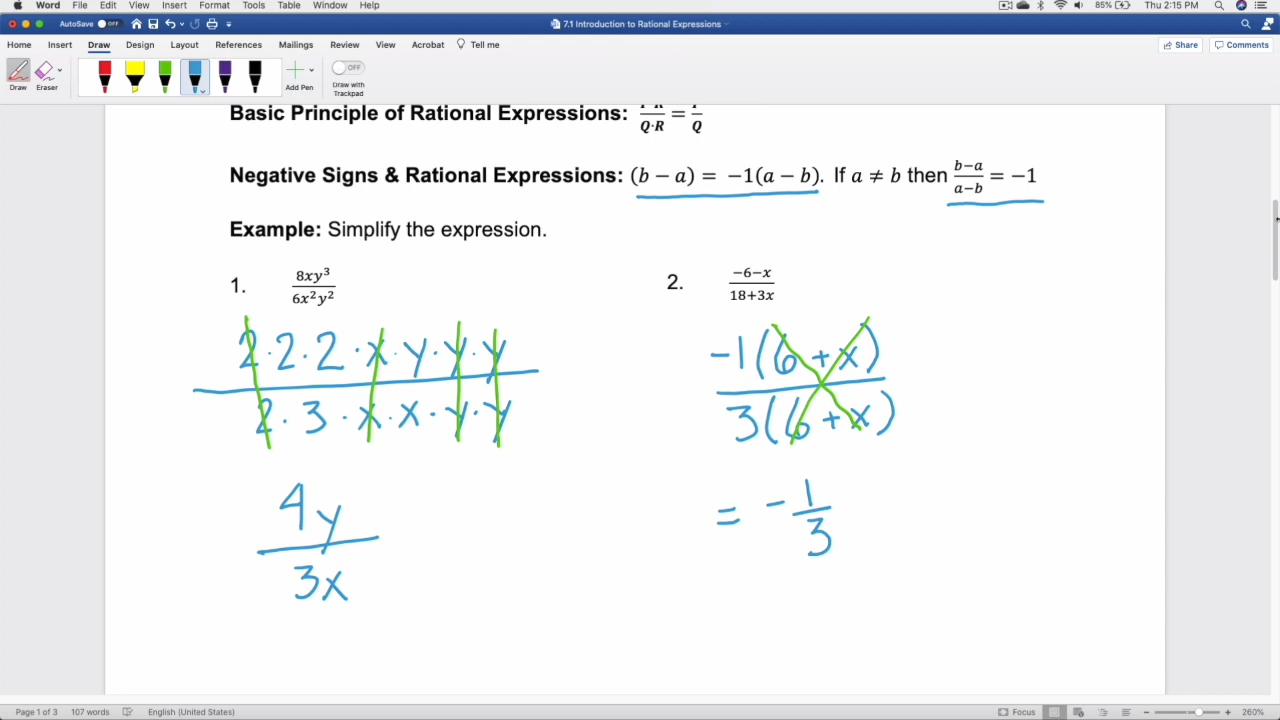 Word File Edit View Insert Format Tools Table Window Help 85% Thu 2:15 PM
AutoSave OFF 7.1 Introduction to Rational Expressions
Home Insert Draw Design Layout References Mailings Review View Acrobat Tell me Share Comments
OFF
Draw Eraser Add Pen Draw with Trackpad
Basic Principle of Rational Expressions: P·R/Q·R = P/Q
Negative Signs & Rational Expressions: (b − a) = −1(a − b). If a ≠ b then b−a/a−b = −1
Example: Simplify the expression.
1. 8xy³/6x²y² 2. −6−x/18+3x
2·2·2·x·y·y·y -1(6+x)
2·3·x·x·y·y 3(6+x)
4y = -1/3
3x
Page 1 of 3 107 words English (United States) Focus 260%